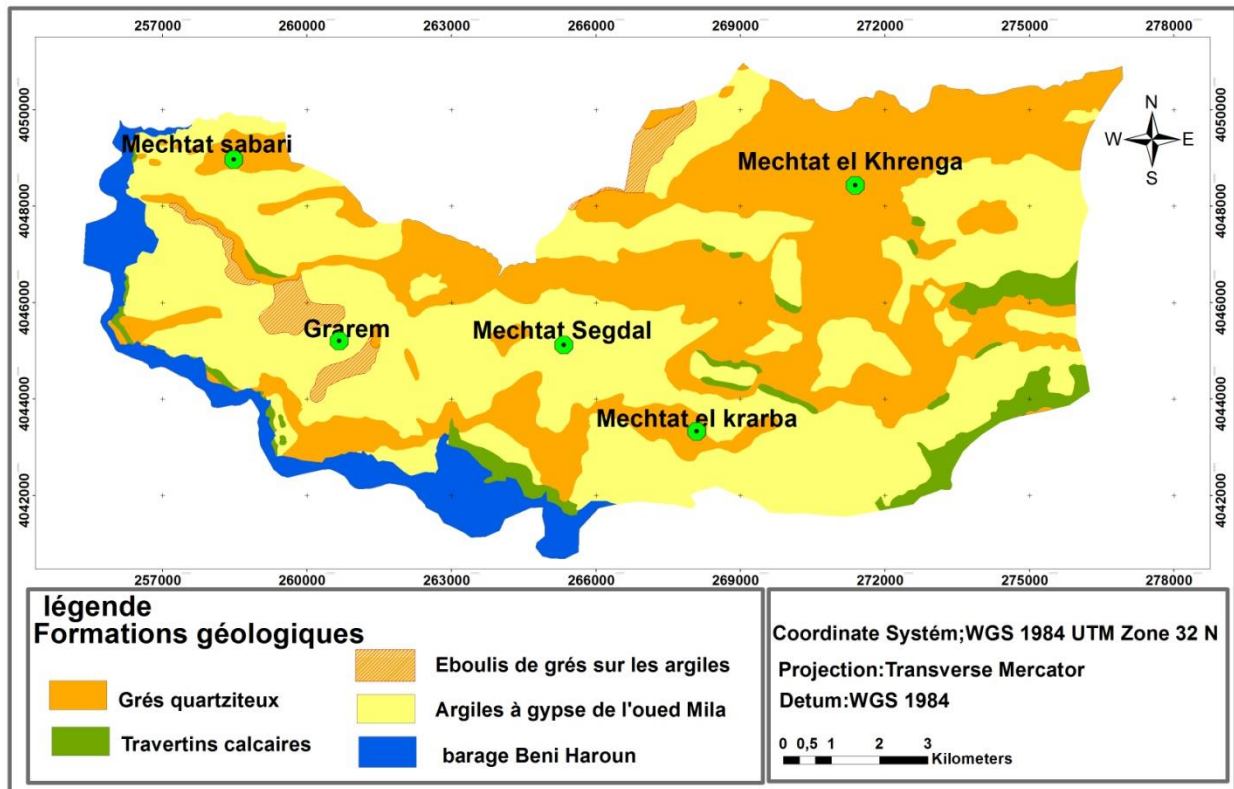 257000 260000 263000 266000 269000 272000 275000 278000
4050000 4050000
N
W E
S
Mechtat sabari
Mechtat el Khrenga
4048000 4048000
4046000 4046000
Grarem
Mechtat Segdal
4044000 4044000
Mechtat el krarba
4042000 4042000
257000 260000 263000 266000 269000 272000 275000 278000
légende
Formations géologiques
Grés quartziteux
Travertins calcaires
Eboulis de grés sur les argiles
Argiles à gypse de l'oued Mila
barage Beni Haroun
Coordinate Systém;WGS 1984 UTM Zone 32 N
Projection:Transverse Mercator
Detum:WGS 1984
0 0,5 1 2 3
Kilometers